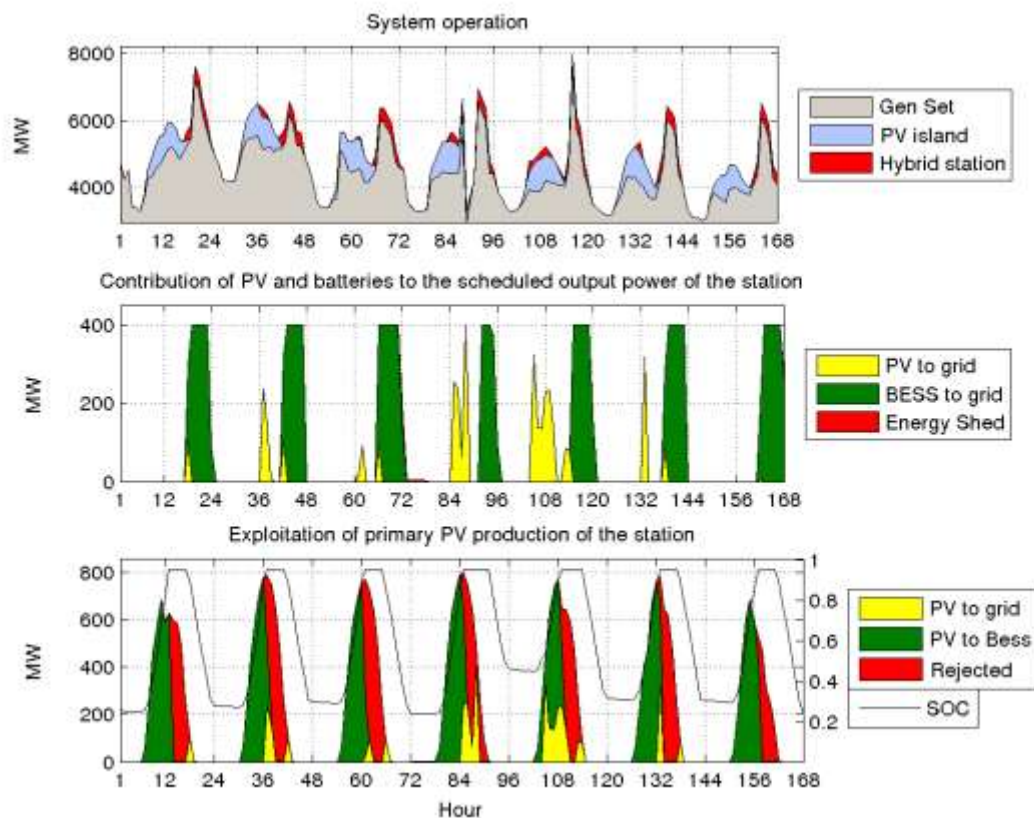 System operation
8000
6000
4000
MW
1 12 24 36 48 60 72 84 96 108 120 132 144 156 168
Gen Set
PV island
Hybrid station
Contribution of PV and batteries to the scheduled output power of the station
400
200
0
MW
1 12 24 36 48 60 72 84 96 108 120 132 144 156 168
PV to grid
BESS to grid
Energy Shed
Exploitation of primary PV production of the station
800
600
400
200
0
MW
1
0.8
0.6
0.4
0.2
1 12 24 36 48 60 72 84 96 108 120 132 144 156 168
Hour
PV to grid
PV to Bess
Rejected
SOC